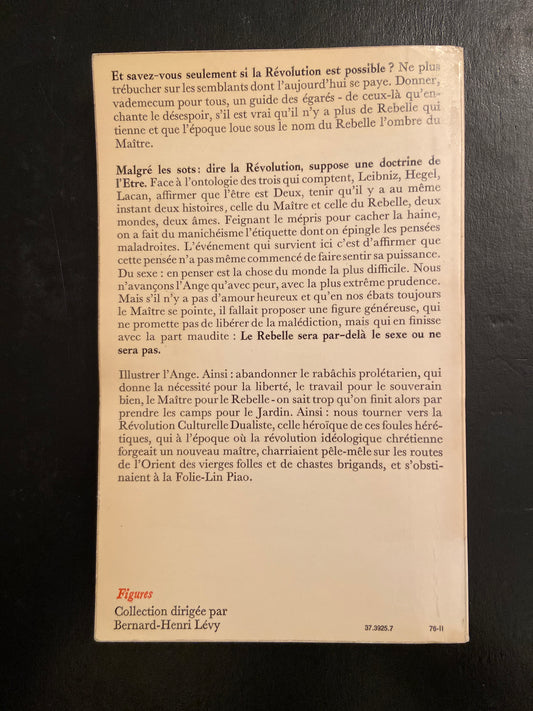 Et savez-vous seulement si la Révolution est possible ? Ne plus
trébucher sur les semblants dont l'aujourd'hui se paye. Donner,
vademecum pour tous, un guide des égarés - de ceux-là qu'en-
chante le désespoir, s'il est vrai qu'il n'y a plus de Rebelle qui
tienne et que l'époque loue sous le nom du Rebelle l'ombre du
Maître.
Malgré les sots : dire la Révolution, suppose une doctrine de
l'Etre. Face à l'ontologie des trois qui comptent, Leibniz, Hegel,
Lacan, affirmer que l'être est Deux, tenir qu'il y a au même
instant deux histoires, celle du Maître et celle du Rebelle, deux
mondes, deux âmes. Feignant le mépris pour cacher la haine,
on a fait du manichéisme l'étiquette dont on épingle les pensées
maladroites. L'événement qui survient ici c'est d'affirmer que
cette pensée n'a pas même commencé de faire sentir sa puissance.
Du sexe : en penser est la chose du monde la plus difficile. Nous
n'avançons l'Ange qu'avec peur, avec la plus extrême prudence.
Mais s'il n'y a pas d'amour heureux et qu'en nos ébats toujours
le Maître se pointe, il fallait proposer une figure généreuse, qui
ne promette pas de libérer de la malédiction, mais qui en finisse
avec la part maudite : Le Rebelle sera par-delà le sexe ou ne
sera pas.
Illustrer l'Ange. Ainsi : abandonner le rabâchis prolétarien, qui
donne la nécessité pour la liberté, le travail pour le souverain
bien, le Maître pour le Rebelle - on sait trop qu'on finit alors par
prendre les camps pour le Jardin. Ainsi : nous tourner vers la
Révolution Culturelle Dualiste, celle héroïque de ces foules héré-
tiques, qui à l'époque où la révolution idéologique chrétienne
forgeait un nouveau maître, charriaient pêle-mêle sur les routes
de l'Orient des vierges folles et de chastes brigands, et s'obsti-
naient à la Folie-Lin Piao.
Figures
Collection dirigée par
Bernard-Henri Lévy
37.3925.7 76-II